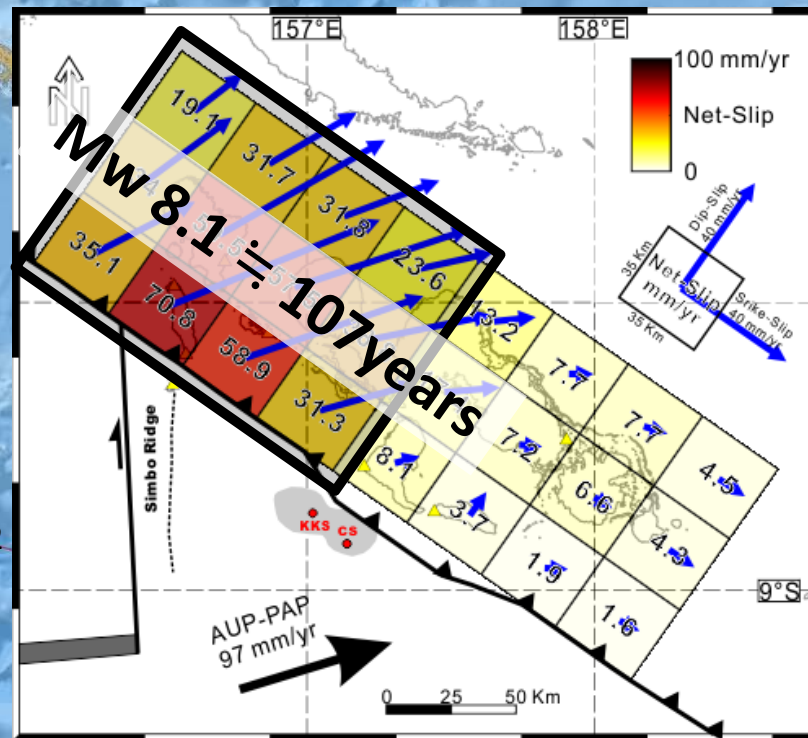 157°E
158°E
100 mm/yr
Net-Slip
0
19.1
31.7
31.8
23.6
13.2
7.7
7.7
4.5
Mw 8.1≒107years
35.1
70.8
58.9
31.3
8.1
7.2
6.6
4.3
3.7
1.9
1.6
Dip-Slip
40 mm/yr
35 Km
Net-Slip
mm/yr
Srike-Slip
40 mm/yr
35 Km
Simbo Ridge
KKS
CS
9°S
AUP-PAP
97 mm/yr
0 25 50 Km